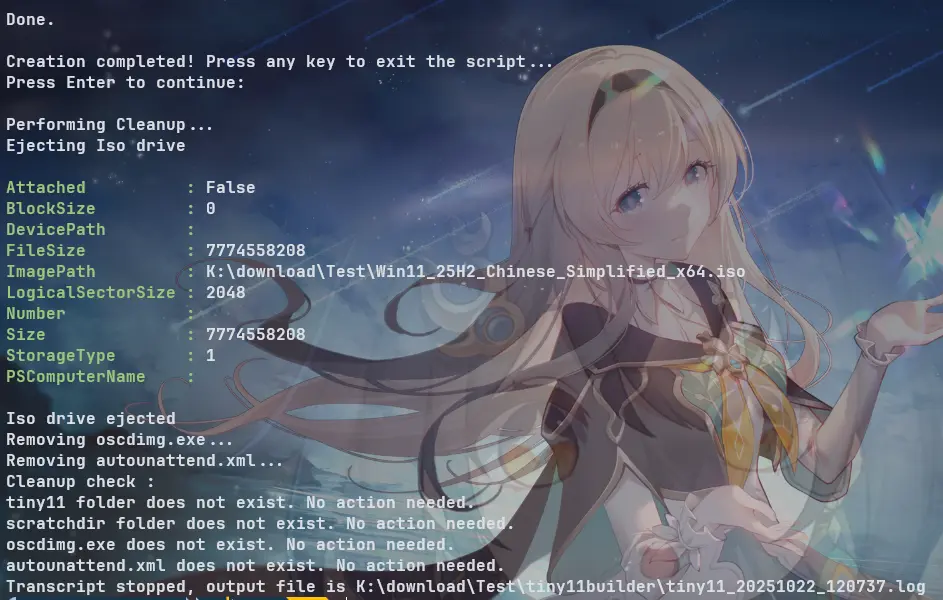 Done.
Creation completed! Press any key to exit the script...
Press Enter to continue:
Performing Cleanup...
Ejecting Iso drive
Attached : False
BlockSize : 0
DevicePath :
FileSize : 7774558208
ImagePath : K:\download\Test\Win11_25H2_Chinese_Simplified_x64.iso
LogicalSectorSize : 2048
Number :
Size : 7774558208
StorageType : 1
PSComputerName :
Iso drive ejected
Removing oscdimg.exe...
Removing autounattend.xml...
Cleanup check :
tiny11 folder does not exist. No action needed.
scratchdir folder does not exist. No action needed.
oscdimg.exe does not exist. No action needed.
autounattend.xml does not exist. No action needed.
Transcript stopped, output file is K:\download\Test\tiny11builder\tiny11_20251022_120737.log